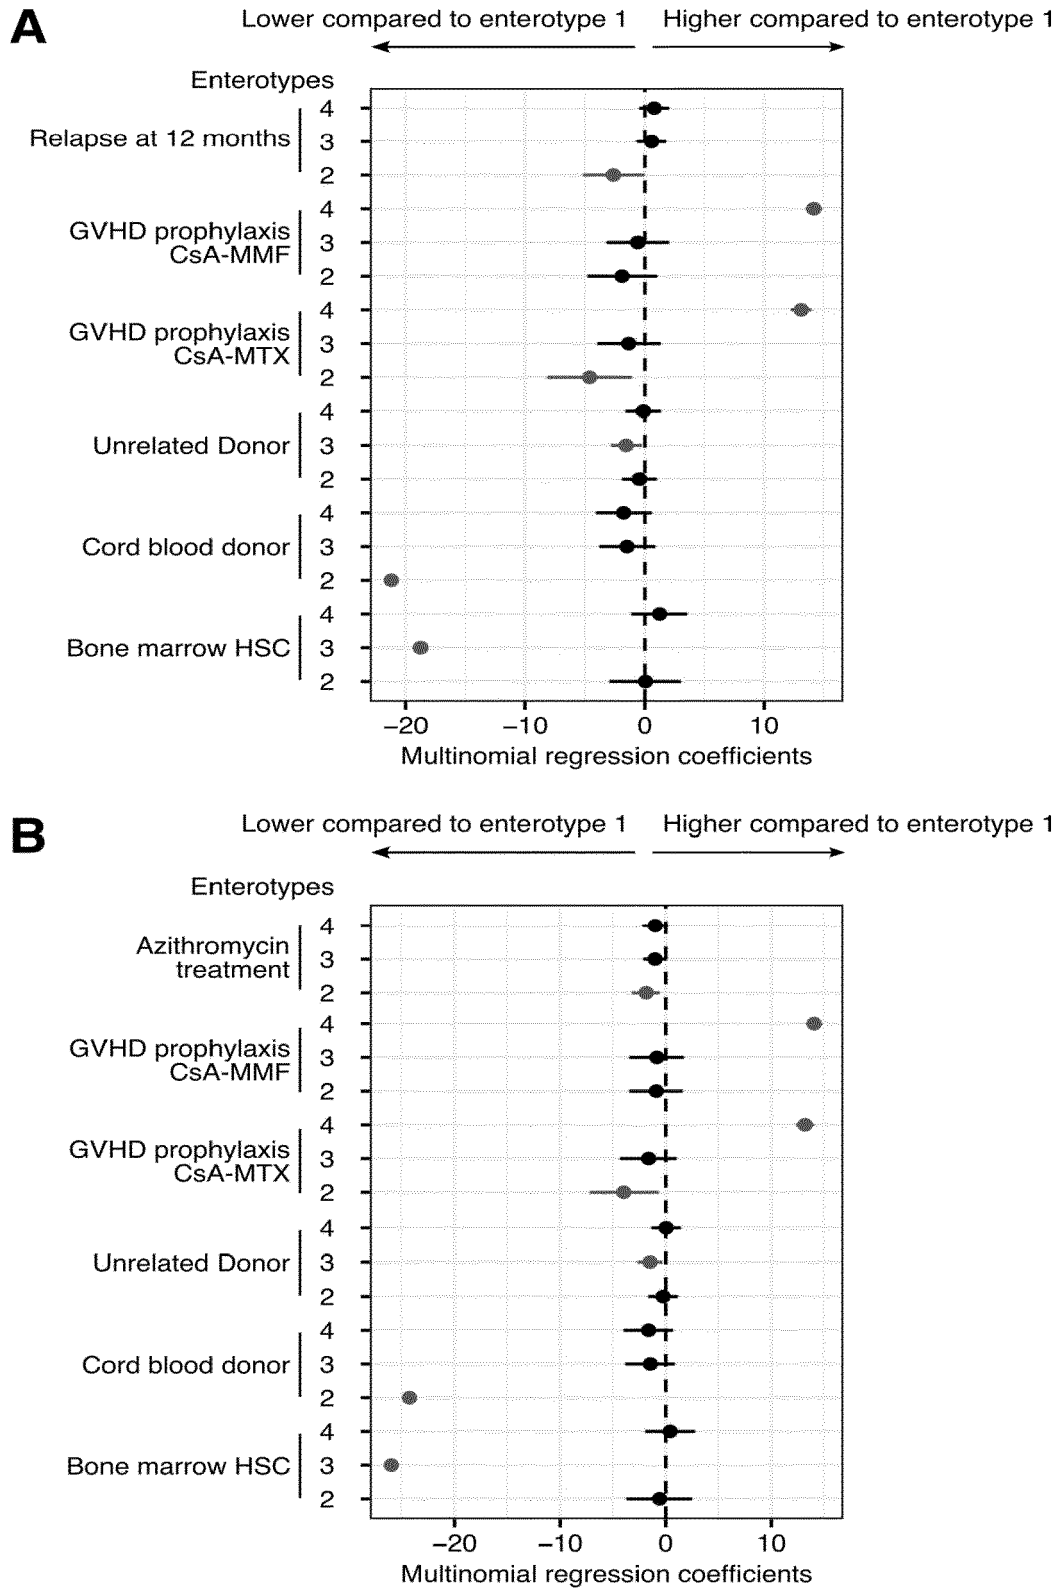 A
Lower compared to enterotype 1
Higher compared to enterotype 1
Enterotypes
Relapse at 12 months
4
3
2
GVHD prophylaxis
CsA-MMF
4
3
2
GVHD prophylaxis
CsA-MTX
4
3
2
Unrelated Donor
4
3
2
Cord blood donor
4
3
2
Bone marrow HSC
4
3
2
−20 −10 0 10
Multinomial regression coefficients
B
Lower compared to enterotype 1
Higher compared to enterotype 1
Enterotypes
Azithromycin
treatment
4
3
2
GVHD prophylaxis
CsA-MMF
4
3
2
GVHD prophylaxis
CsA-MTX
4
3
2
Unrelated Donor
4
3
2
Cord blood donor
4
3
2
Bone marrow HSC
4
3
2
−20 −10 0 10
Multinomial regression coefficients